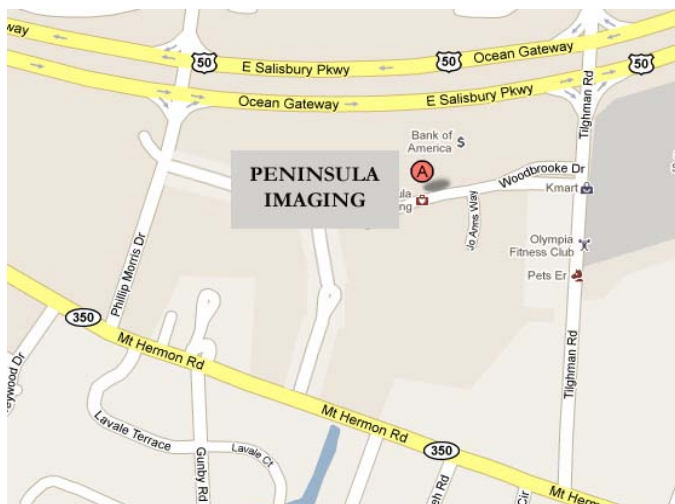 way
50
E Salisbury Pkwy
50
Ocean Gateway
Ocean Gateway
E Salisbury Pkwy
50
Tilghman Rd
Bank of
America
PENINSULA
IMAGING
A
Woodbrooke Dr
Kmart
Jo Anns Way
Olympia
Fitness Club
Pets Er
Phillip Morris Dr
350
Mt Hermon Rd
Tilghman Rd
Lavale Terrace
Gunby Rd
Lavale Ct
Mt Hermon Rd
350